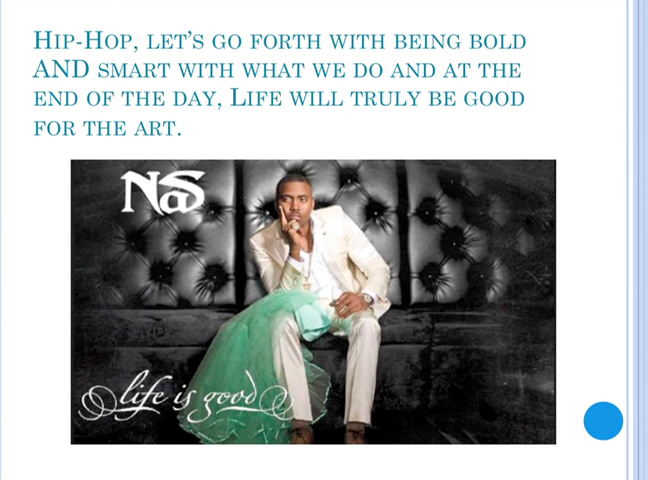 Hip-Hop, let's go forth with being bold
AND smart with what we do and at the
end of the day, Life will truly be good
for the art.
Nas
life is good